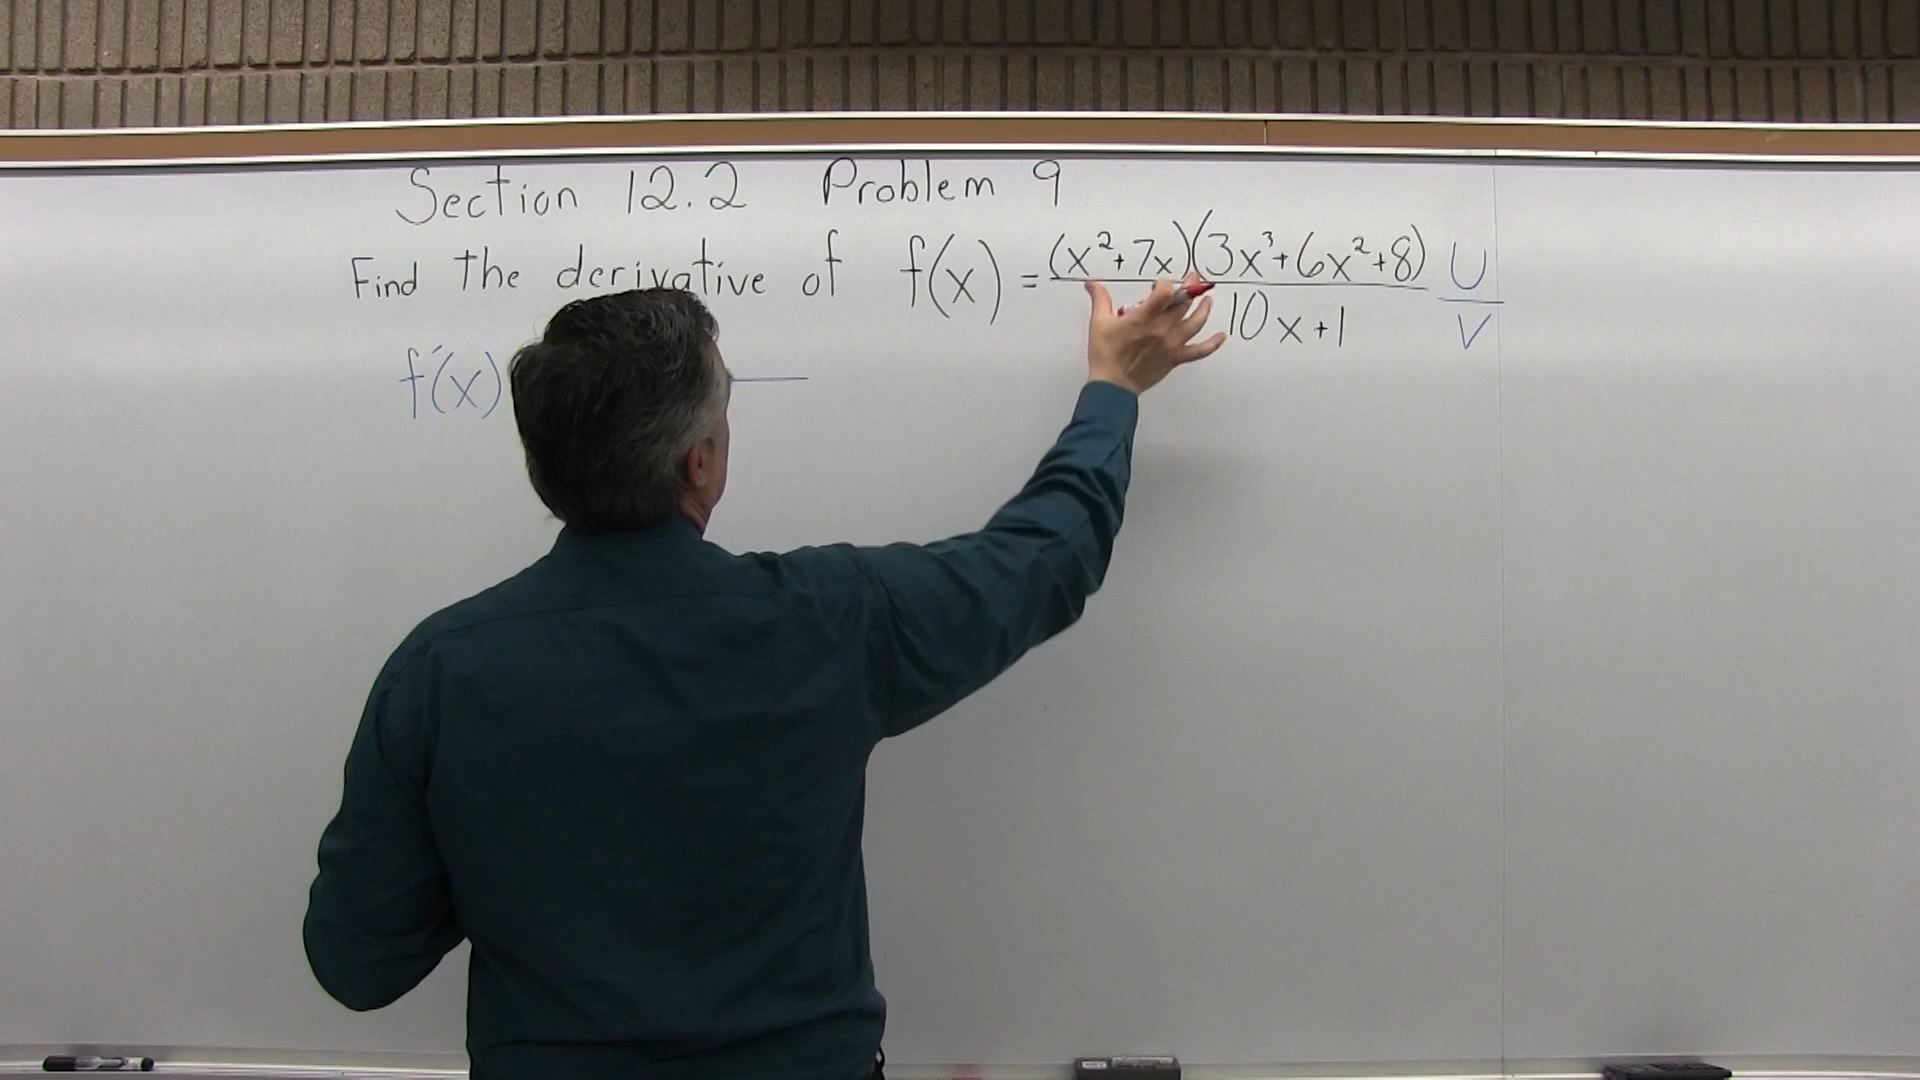 Section 12.2 Problem 9
Find the derivative of f(x) = (x²+7x)(3x³+6x²+8) / 10x+1 U / V
f'(x)